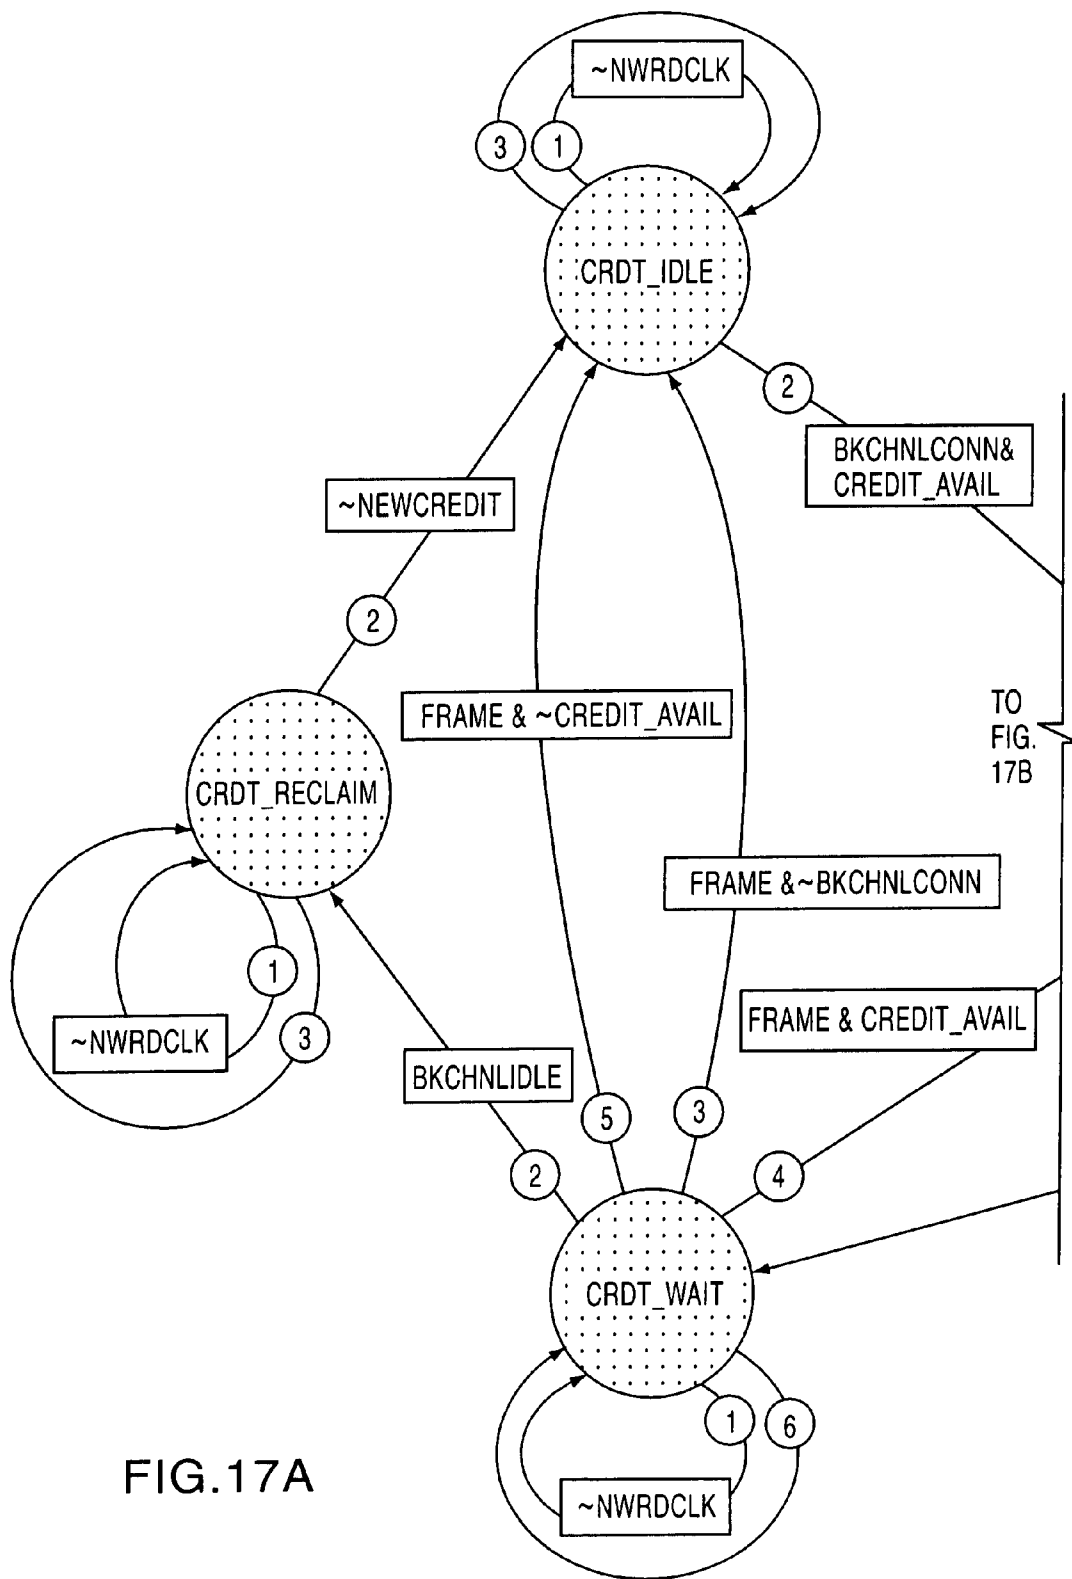 ~NWRDCLK
3
1
CRDT_IDLE
2
BKCHNLCONN&
CREDIT_AVAIL
~NEWCREDIT
2
FRAME & ~CREDIT_AVAIL
TO
FIG.
17B
CRDT_RECLAIM
FRAME &~BKCHNLCONN
1
3
~NWRDCLK
FRAME & CREDIT_AVAIL
BKCHNLIDLE
5
3
2
4
CRDT_WAIT
1
6
~NWRDCLK
FIG.17A